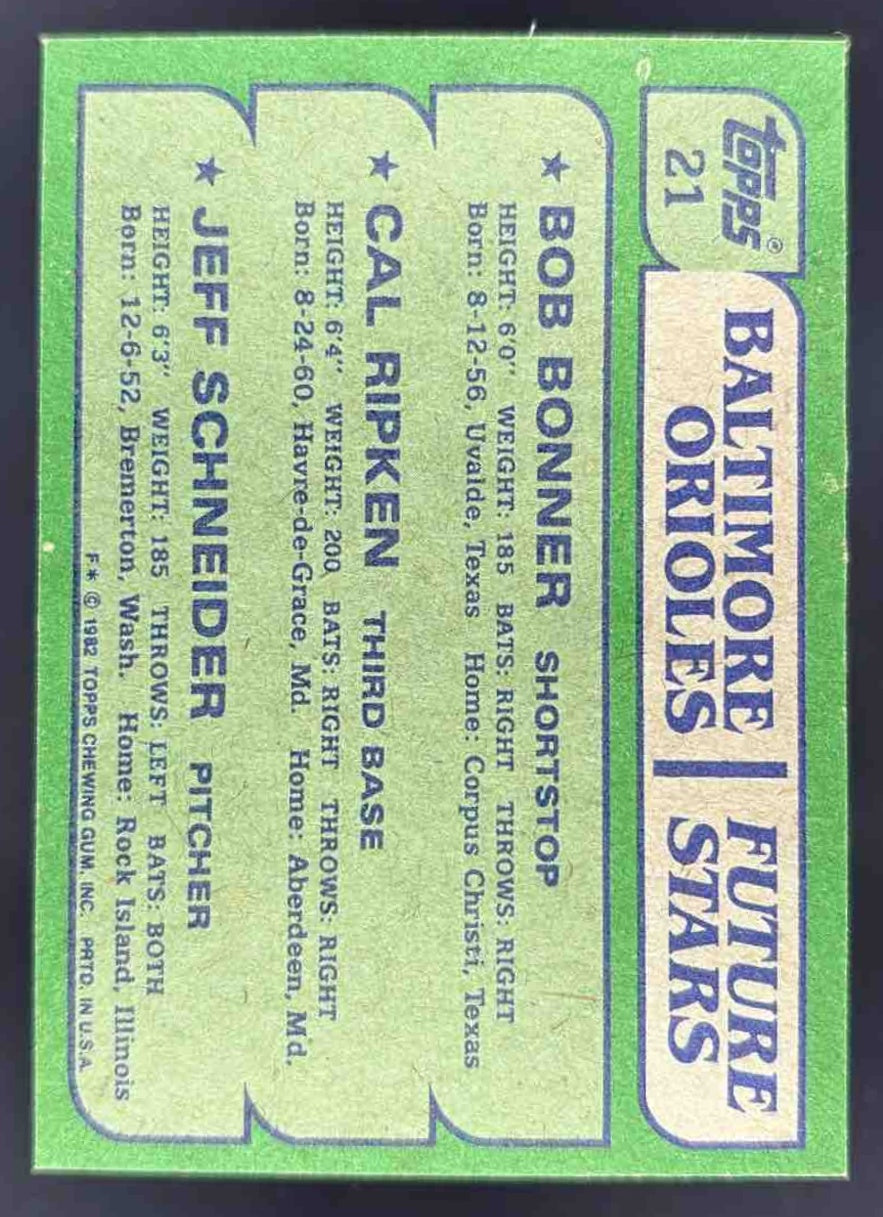 topps®
21
BALTIMORE
ORIOLES
FUTURE
STARS
★ BOB BONNER SHORTSTOP
HEIGHT: 6'0" WEIGHT: 185 BATS: RIGHT THROWS: RIGHT
Born: 8-12-56, Uvalde, Texas Home: Corpus Christi, Texas
★ CAL RIPKEN THIRD BASE
HEIGHT: 6'4" WEIGHT: 200 BATS: RIGHT THROWS: RIGHT
Born: 8-24-60, Havre-de-Grace, Md. Home: Aberdeen, Md.
★ JEFF SCHNEIDER PITCHER
HEIGHT: 6'3" WEIGHT: 185 THROWS: LEFT BATS: BOTH
Born: 12-6-52, Bremerton, Wash. Home: Rock Island, Illinois
F* © 1982 TOPPS CHEWING GUM, INC. PRTD. IN U.S.A.